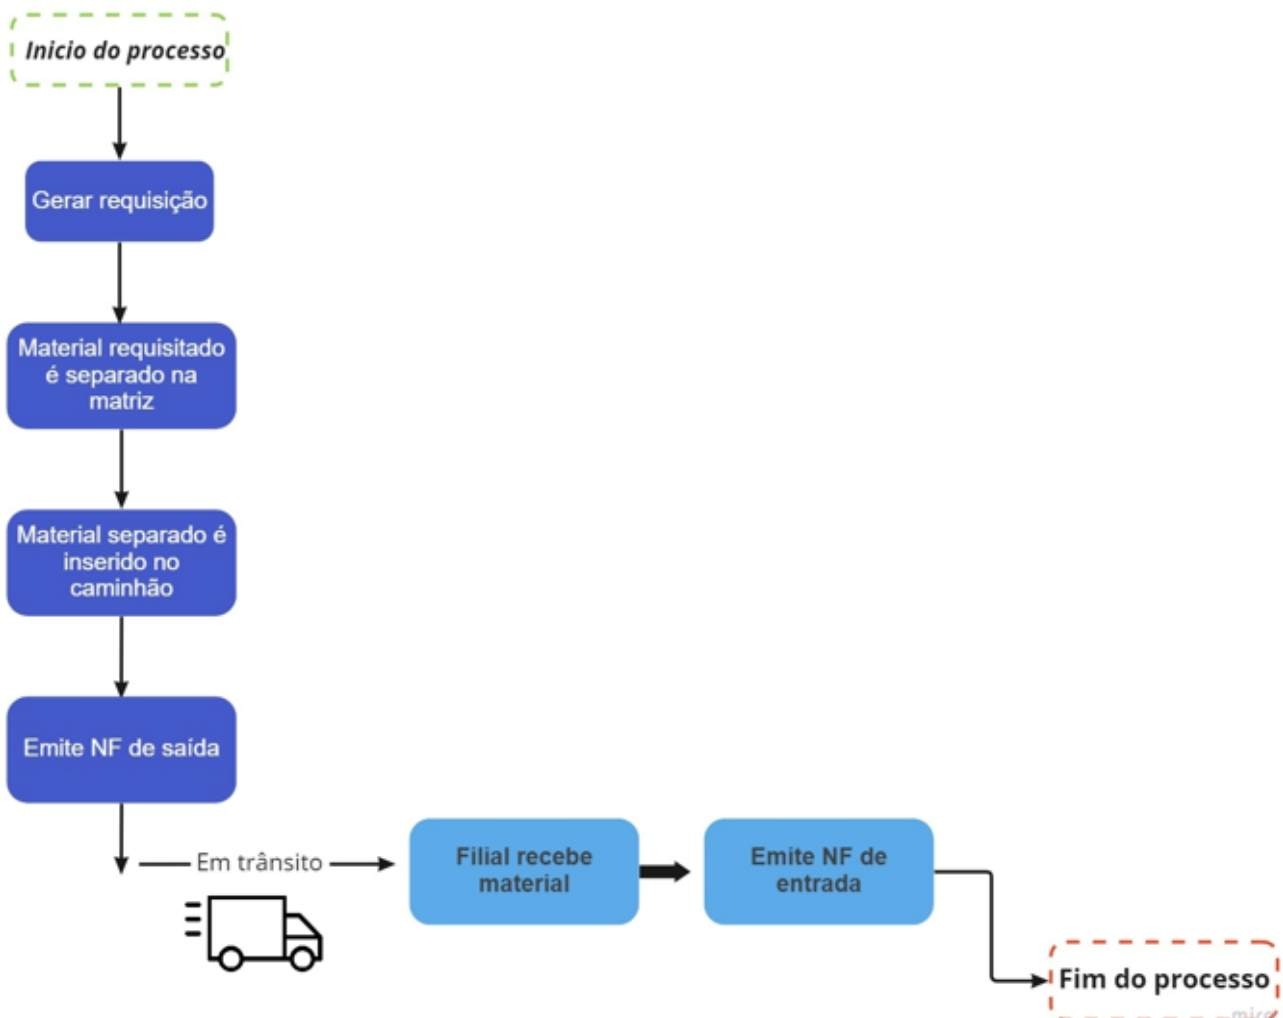 Inicio do processo
Gerar requisição
Material requisitado
é separado na
matriz
Material separado é
inserido no
caminhão
Emite NF de saída
Em trânsito
Filial recebe
material
Emite NF de
entrada
Fim do processo
miro